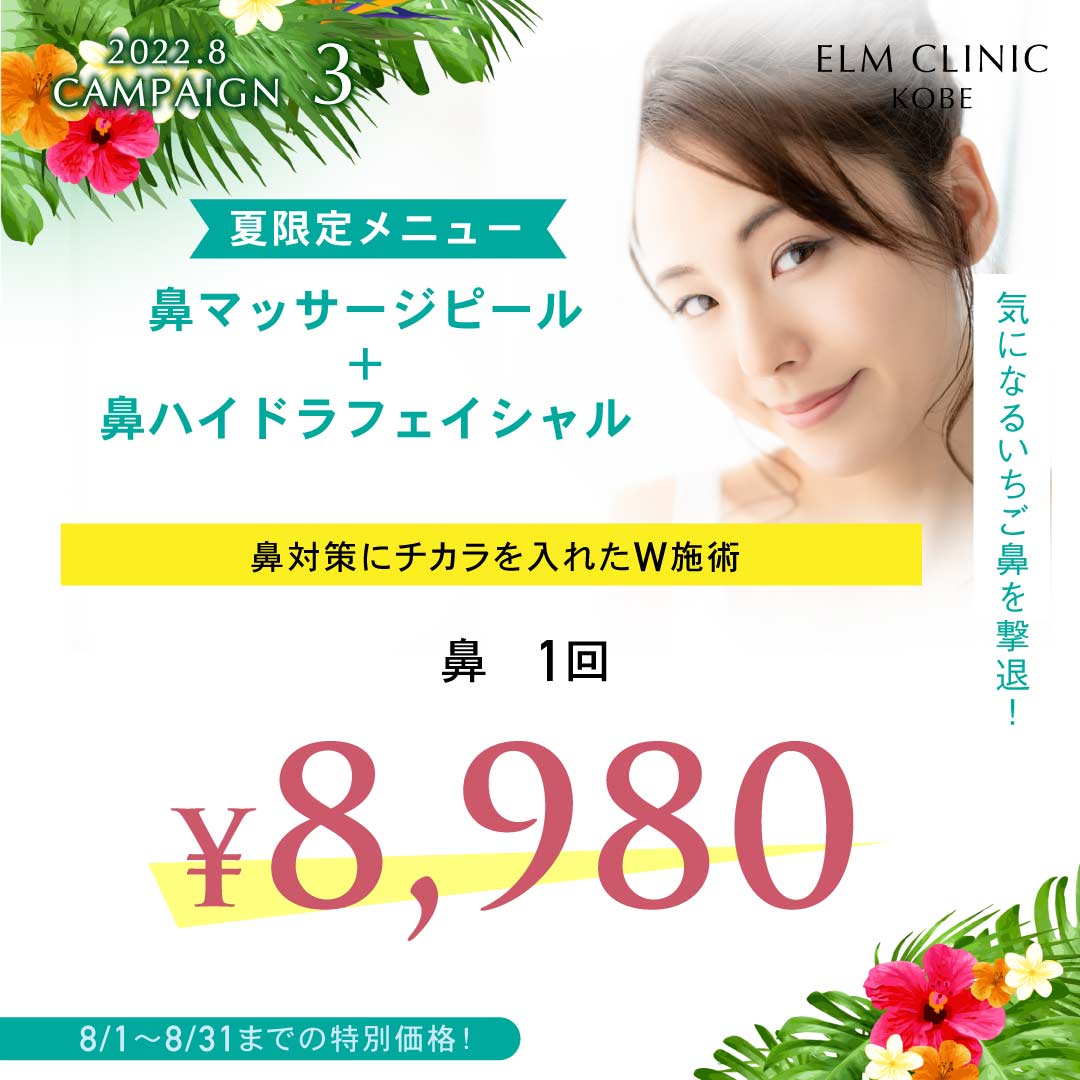 2022.8
CAMPAIGN 3
ELM CLINIC
KOBE
夏限定メニュー
鼻マッサージピール
+
鼻ハイドラフェイシャル
気になるいちご鼻を撃退！
鼻対策にチカラを入れたW施術
鼻　1回
¥8,980
8/1～8/31までの特別価格！